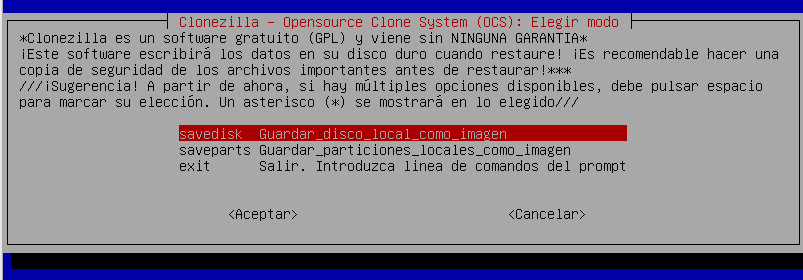 Clonezilla - Opensource Clone System (OCS): Elegir modo
*Clonezilla es un software gratuito (GPL) y viene sin NINGUNA GARANTIA*
¡Este software escribirá los datos en su disco duro cuando restaure! ¡Es recomendable hacer una
copia de seguridad de los archivos importantes antes de restaurar!***
///¡Sugerencia! A partir de ahora, si hay múltiples opciones disponibles, debe pulsar espacio
para marcar su elección. Un asterisco (*) se mostrará en lo elegido///
savedisk Guardar_disco_local_como_imagen
saveparts Guardar_particiones_locales_como_imagen
exit Salir. Introduzca linea de comandos del prompt
<Aceptar> <Cancelar>